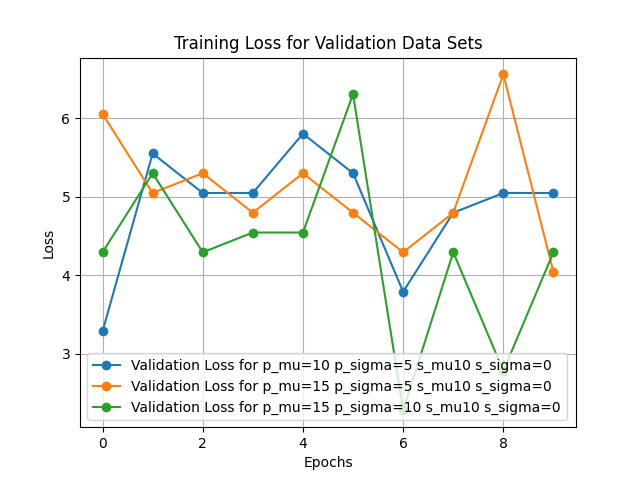 Training Loss for Validation Data Sets
6
5
4
3
Loss
Validation Loss for p_mu=10 p_sigma=5 s_mu10 s_sigma=0
Validation Loss for p_mu=15 p_sigma=5 s_mu10 s_sigma=0
Validation Loss for p_mu=15 p_sigma=10 s_mu10 s_sigma=0
0 2 4 6 8
Epochs